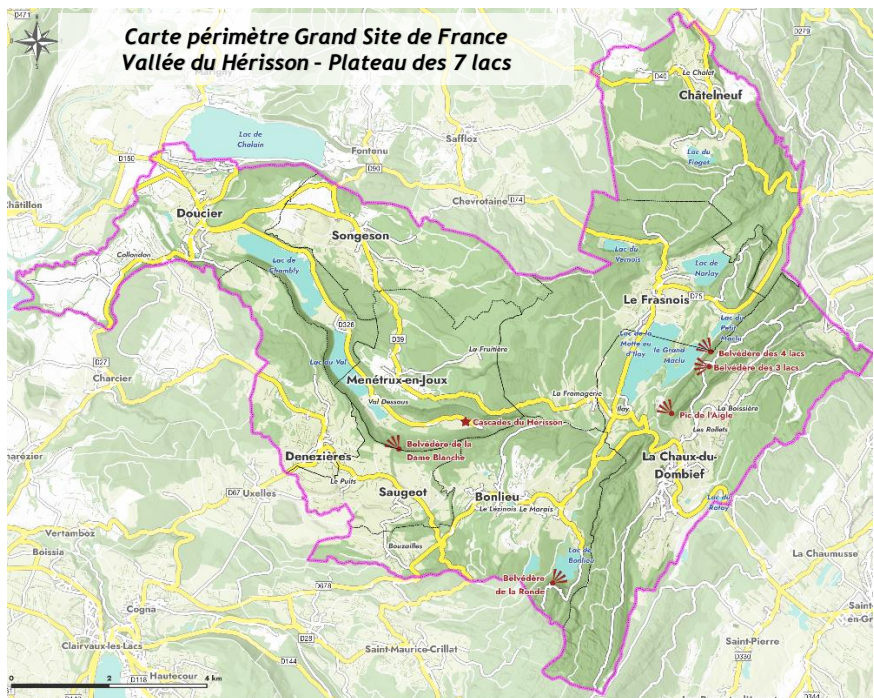 Carte périmètre Grand Site de France
Vallée du Hérisson - Plateau des 7 lacs
D471
D279
Marigny
Le Chalet
D40
Châtelneuf
Lac de
Chalain
Lac du
Fioget
D150
Fontenu
Saffloz
D90
Châtillon
Chevrotaine
D74
Doucier
Songeson
Collondon
Lac du
Vernois
Lac de
Chambly
Lac de
Narlay
Le Frasnois
D75
D326
Lac du
Petit
Maclu
D27
Lac du Val
D39
La Fruitière
Lac de la
Motte ou
d'Ilay
le Grand
Maclu
Belvédère des 4 lacs
Belvédère des 3 lacs
Charcier
Menétrux-en-Joux
Val Dessous
La Fromagerie
Ilay
La Boissière
Pic de l'Aigle
Cascades du Hérisson
Les Rollets
Belvédère de la
Dame Blanche
Denezières
La Chaux-du-
Dombief
Le Puits
D67
Uxelles
Saugeot
Bonlieu
Le Lézinois
Le Marais
Lac du
Ratay
Vertamboz
Boissia
Bouzailles
Lac de
Bonlieu
La Chaumusse
Belvédère
de la Ronde
D678
Cogna
Clairvaux-les-Lacs
D28
Saint-Maurice-Crillat
Saint-Pierre
D144
D330
D118
Hautecour
D344
0
2
4 km